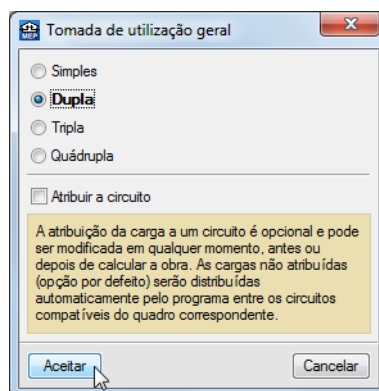 MEP
Tomada de utilização geral
Simples
Dupla
Tripla
Quádrupla
Atribuir a circuito
A atribuição da carga a um circuito é opcional e pode
ser modificada em qualquer momento, antes ou
depois de calcular a obra. As cargas não atribuídas
(opção por defeito) serão distribuídas
automaticamente pelo programa entre os circuitos
compatíveis do quadro correspondente.
Aceitar
Cancelar